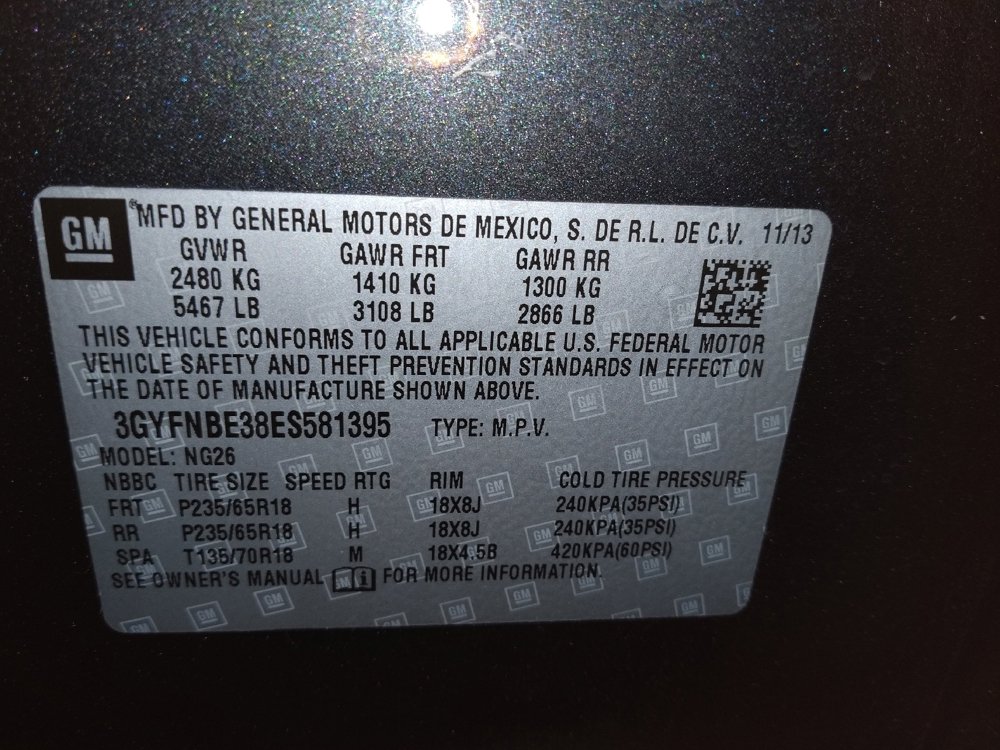 GM
®MFD BY GENERAL MOTORS DE MEXICO, S. DE R.L. DE C.V. 11/13
GVWR GAWR FRT GAWR RR
2480 KG 1410 KG 1300 KG
5467 LB 3108 LB 2866 LB
THIS VEHICLE CONFORMS TO ALL APPLICABLE U.S. FEDERAL MOTOR
VEHICLE SAFETY AND THEFT PREVENTION STANDARDS IN EFFECT ON
THE DATE OF MANUFACTURE SHOWN ABOVE.
3GYFNBE38ES581395 TYPE: M.P.V.
MODEL: NG26
NBBC TIRE SIZE SPEED RTG RIM COLD TIRE PRESSURE
FRT P235/65R18 H 18X8J 240KPA(35PSI)
RR P235/65R18 H 18X8J 240KPA(35PSI)
SPA T135/70R18 M 18X4.5B 420KPA(60PSI)
SEE OWNER'S MANUAL FOR MORE INFORMATION.